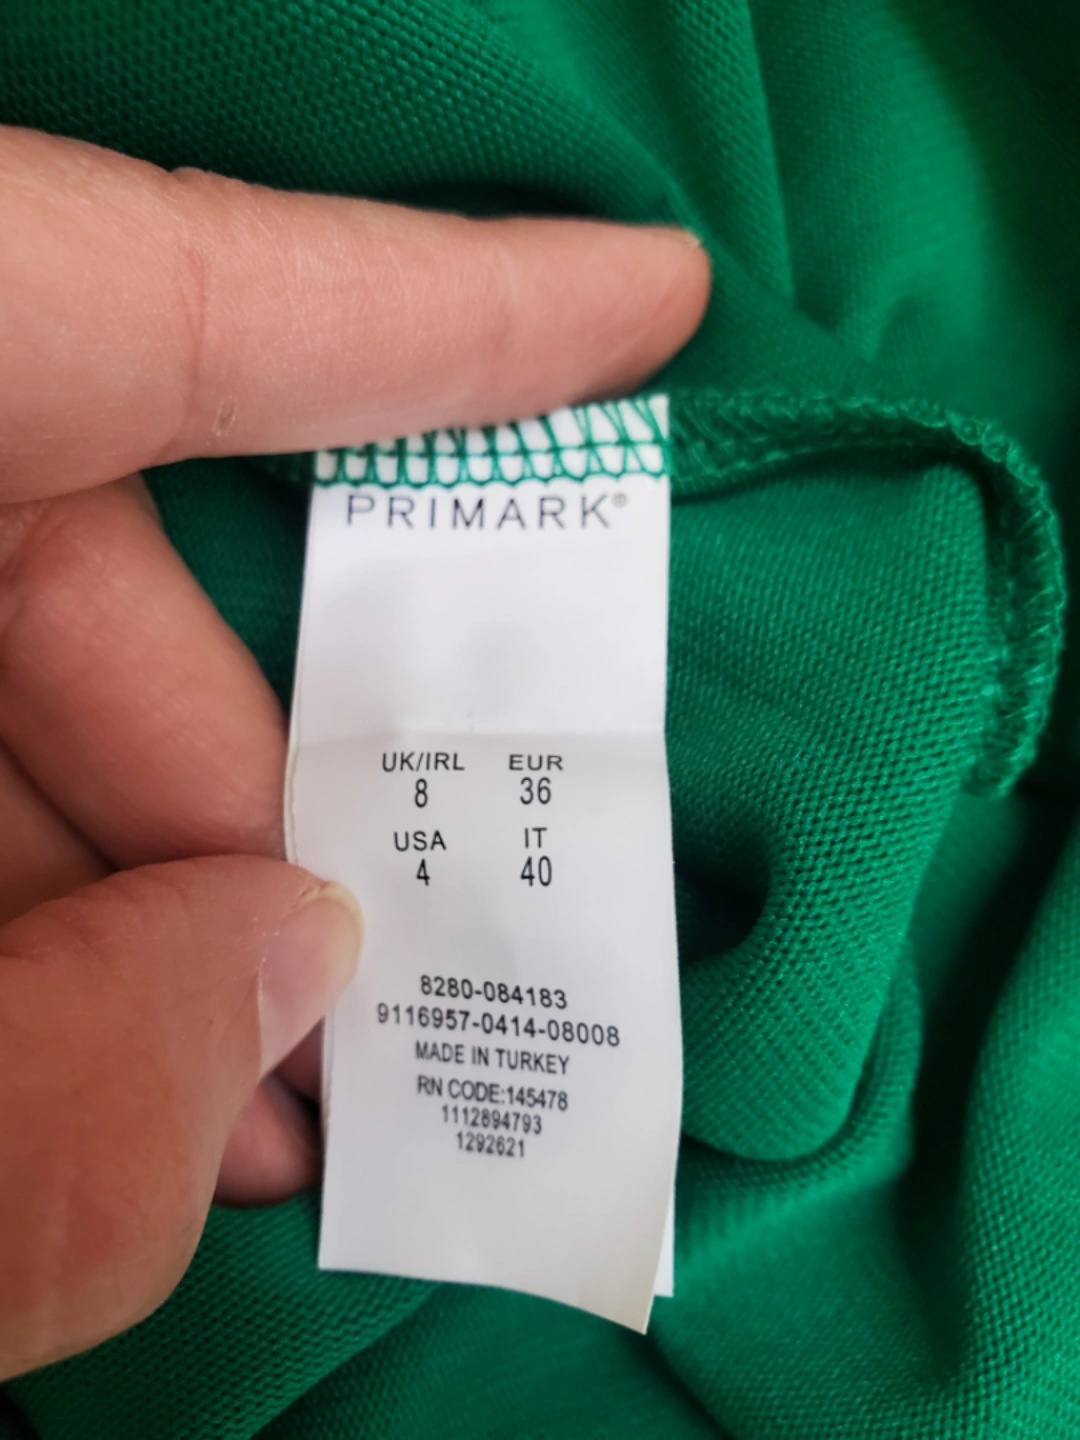 PRIMARK®
UK/IRL EUR
8 36
USA IT
4 40
8280-084183
9116957-0414-08008
MADE IN TURKEY
RN CODE:145478
1112894793
1292621